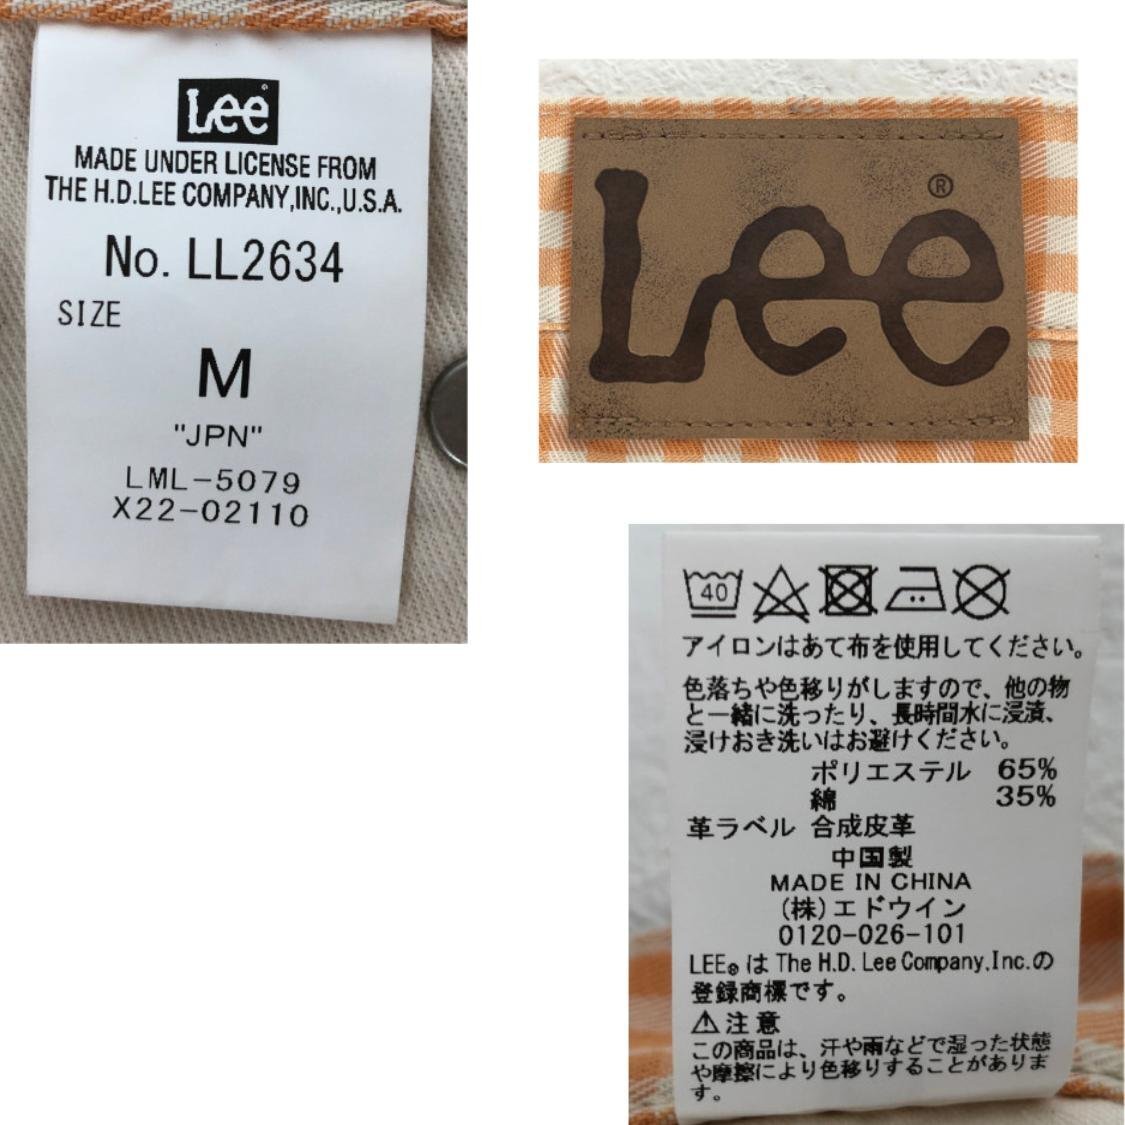 Lee®
MADE UNDER LICENSE FROM
THE H.D.LEE COMPANY,INC.,U.S.A.
No. LL2634
SIZE
M
"JPN"
LML-5079
X22-02110
Lee®
40
アイロンはあて布を使用してください。
色落ちや色移りがしますので、他の物
と一緒に洗ったり、長時間水に浸漬、
浸けおき洗いはお避けください。
ポリエステル 65%
綿 35%
革ラベル 合成皮革
中国製
MADE IN CHINA
(株)エドウイン
0120-026-101
LEE®は The H.D. Lee Company,Inc.の
登録商標です。
⚠注意
この商品は、汗や雨などで湿った状態
や摩擦により色移りすることがありま
す。